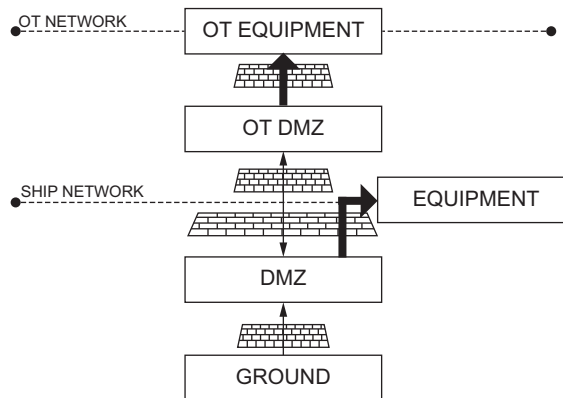 OT NETWORK
OT EQUIPMENT
OT DMZ
SHIP NETWORK
EQUIPMENT
DMZ
GROUND